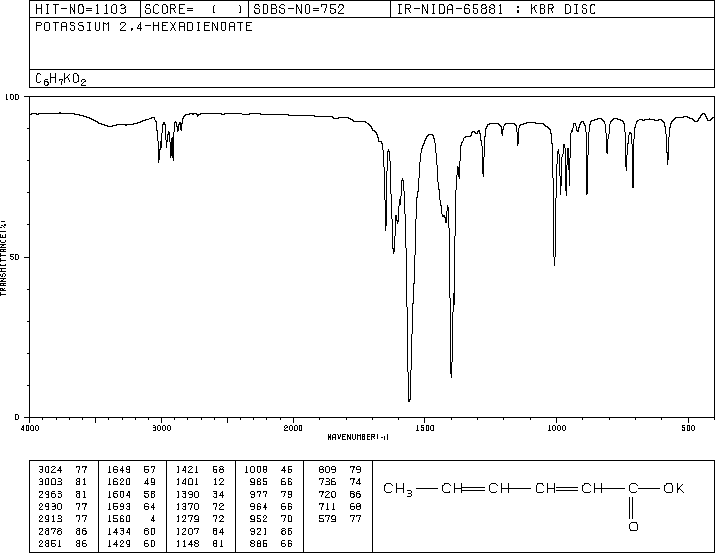 HIT-NO=1103 SCORE= ( ) SDBS-NO=752 IR-NIDA-65881 : KBR DISC
POTASSIUM 2,4-HEXADIENOATE
C6H7KO2
100
50
0
TRANSMITTANCE(%)
4000 3000 2000 1500 1000 500
WAVENUMBER(-1)
3024 77 1649 57 1421 58 1008 46 809 79
3003 81 1620 49 1401 12 985 66 736 74
2963 81 1604 58 1390 34 977 79 720 86
2930 77 1593 64 1370 72 964 66 711 68
2913 77 1560 4 1279 72 952 70 579 77
2878 86 1434 60 1207 84 921 86
2851 86 1429 60 1148 81 886 66
CH3 CH CH CH CH C OK
O